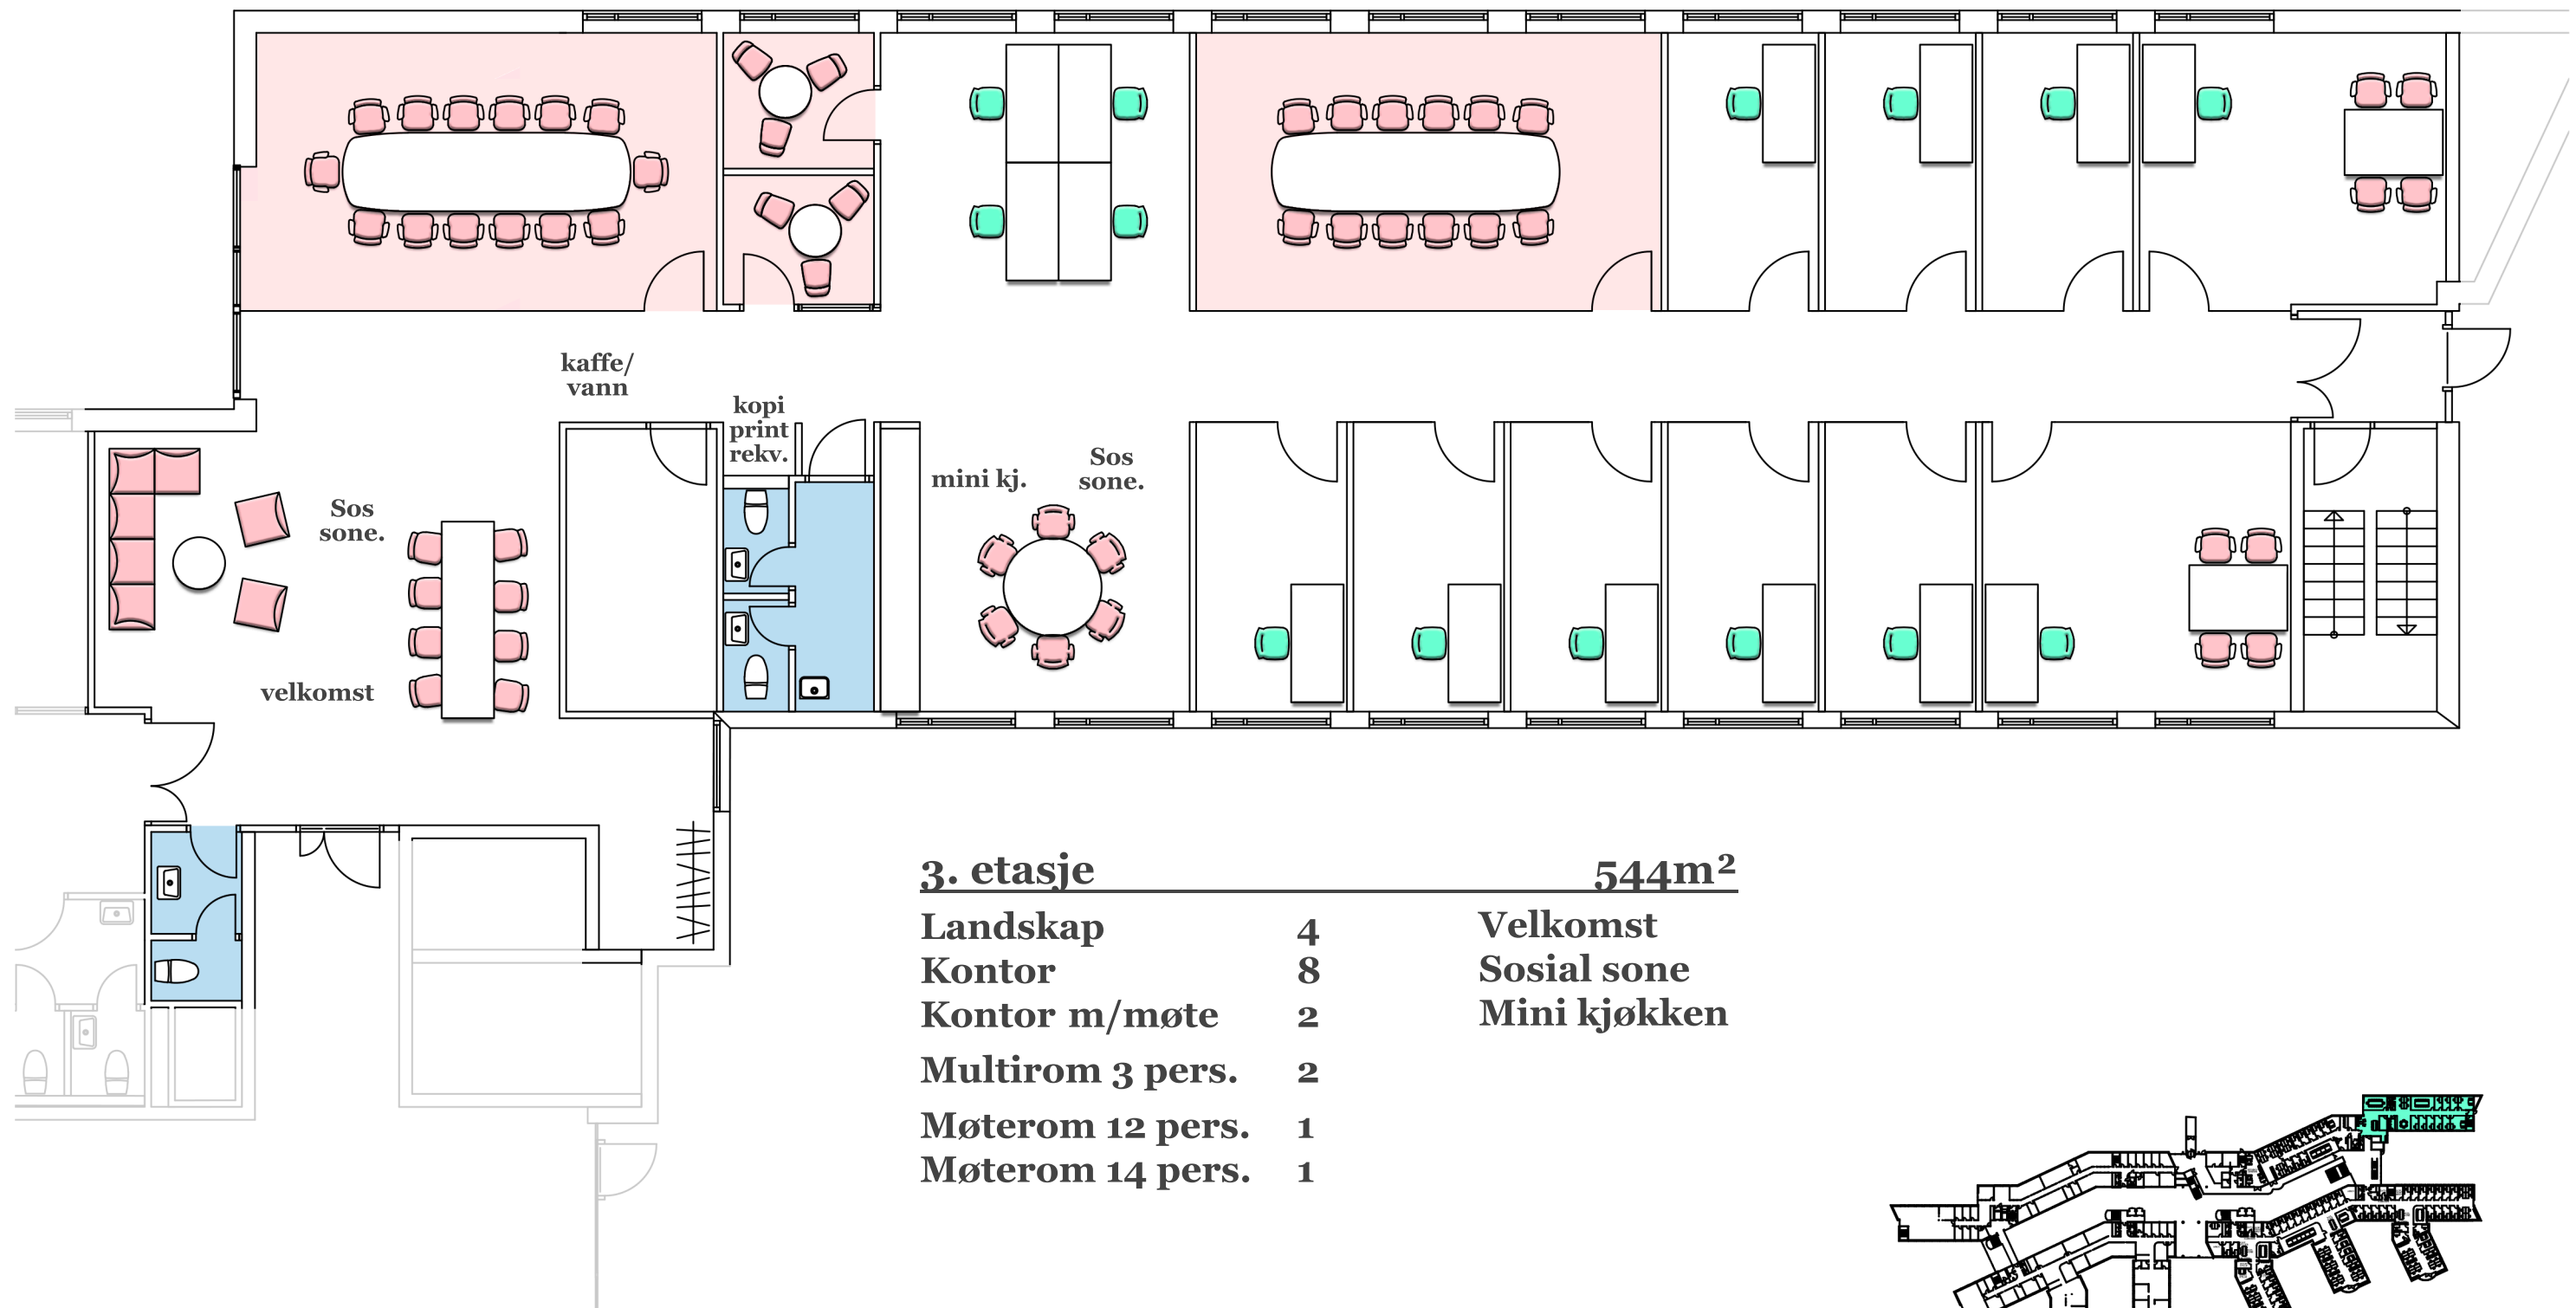 kaffe/
vann
kopi
print
rekv.
mini kj.
Sos
sone.
Sos
sone.
velkomst
3. etasje 544m²
Landskap 4 Velkomst
Kontor 8 Sosial sone
Kontor m/møte 2 Mini kjøkken
Multirom 3 pers. 2
Møterom 12 pers. 1
Møterom 14 pers. 1